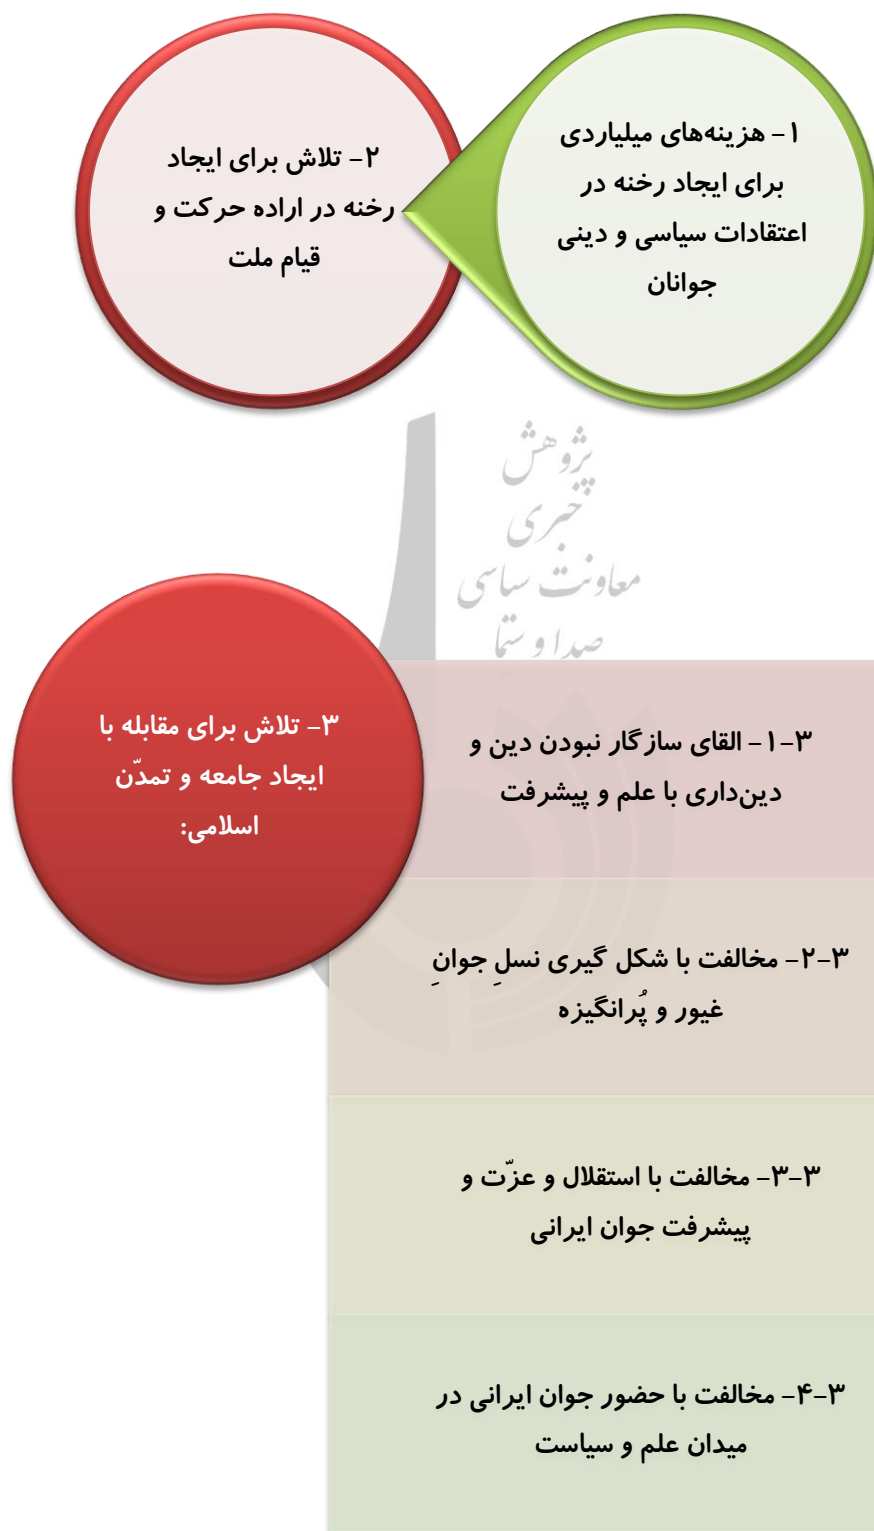 ۱- هزینه‌های میلیاردی
برای ایجاد رخنه در
اعتقادات سیاسی و دینی
جوانان
۲- تلاش برای ایجاد
رخنه در اراده حرکت و
قیام ملت
پژوهش
خبری
معاونت سیاسی
صدا و سیما
۳- تلاش برای مقابله با
ایجاد جامعه و تمدّن
اسلامی:
۳-۱- القای سازگار نبودن دین و
دین‌داری با علم و پیشرفت
۳-۲- مخالفت با شکل گیری نسلِ جوانِ
غیور و پُرانگیزه
۳-۳- مخالفت با استقلال و عزّت و
پیشرفت جوان ایرانی
۳-۴- مخالفت با حضور جوان ایرانی در
میدان علم و سیاست